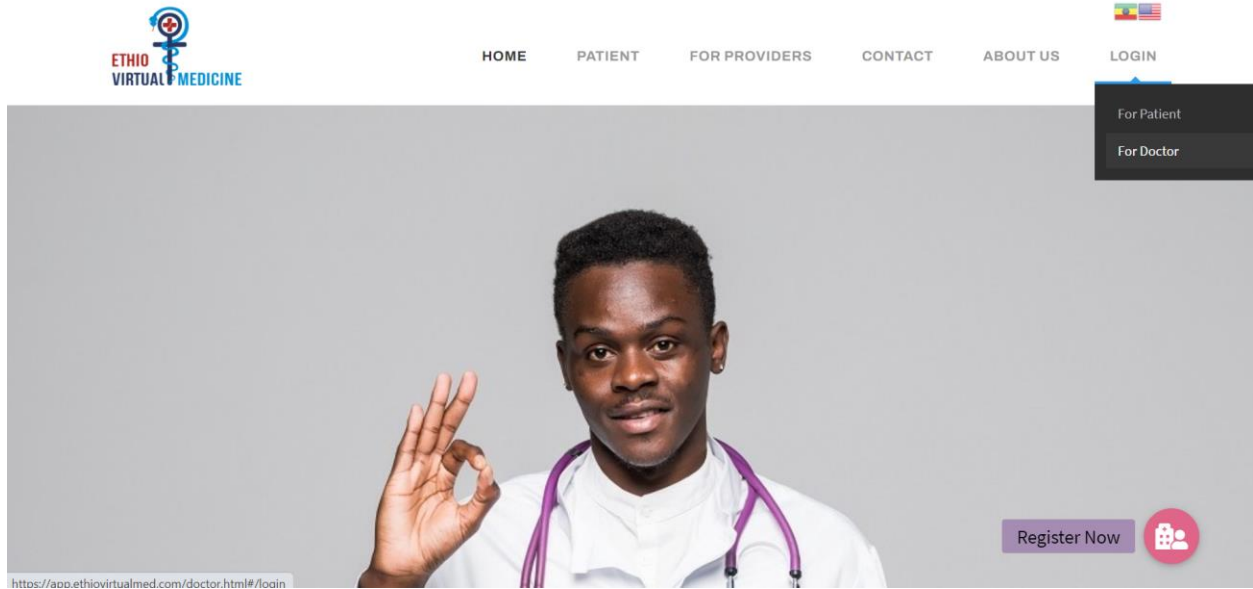 ETHIO
VIRTUAL MEDICINE
HOME PATIENT FOR PROVIDERS CONTACT ABOUT US LOGIN
For Patient
For Doctor
Register Now
https://app.ethiovirtualmed.com/doctor.html#/login